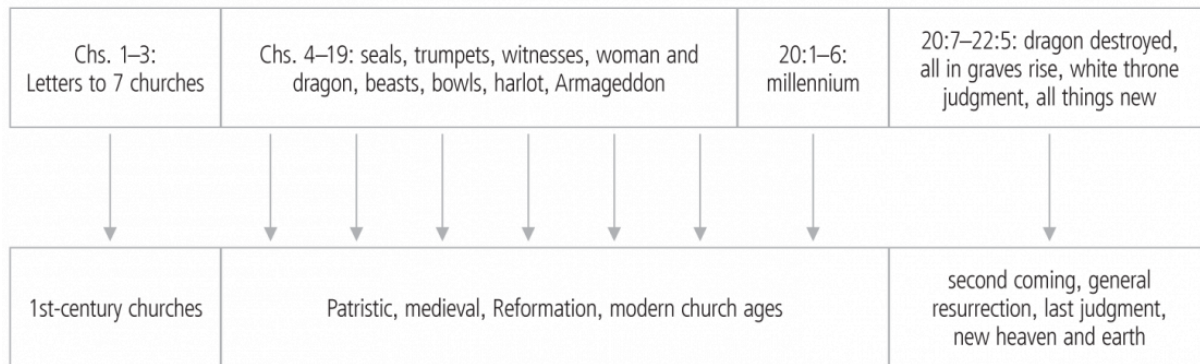 Chs. 1–3:
Letters to 7 churches
Chs. 4–19: seals, trumpets, witnesses, woman and
dragon, beasts, bowls, harlot, Armageddon
20:1–6:
millennium
20:7–22:5: dragon destroyed,
all in graves rise, white throne
judgment, all things new
1st-century churches
Patristic, medieval, Reformation, modern church ages
second coming, general
resurrection, last judgment,
new heaven and earth